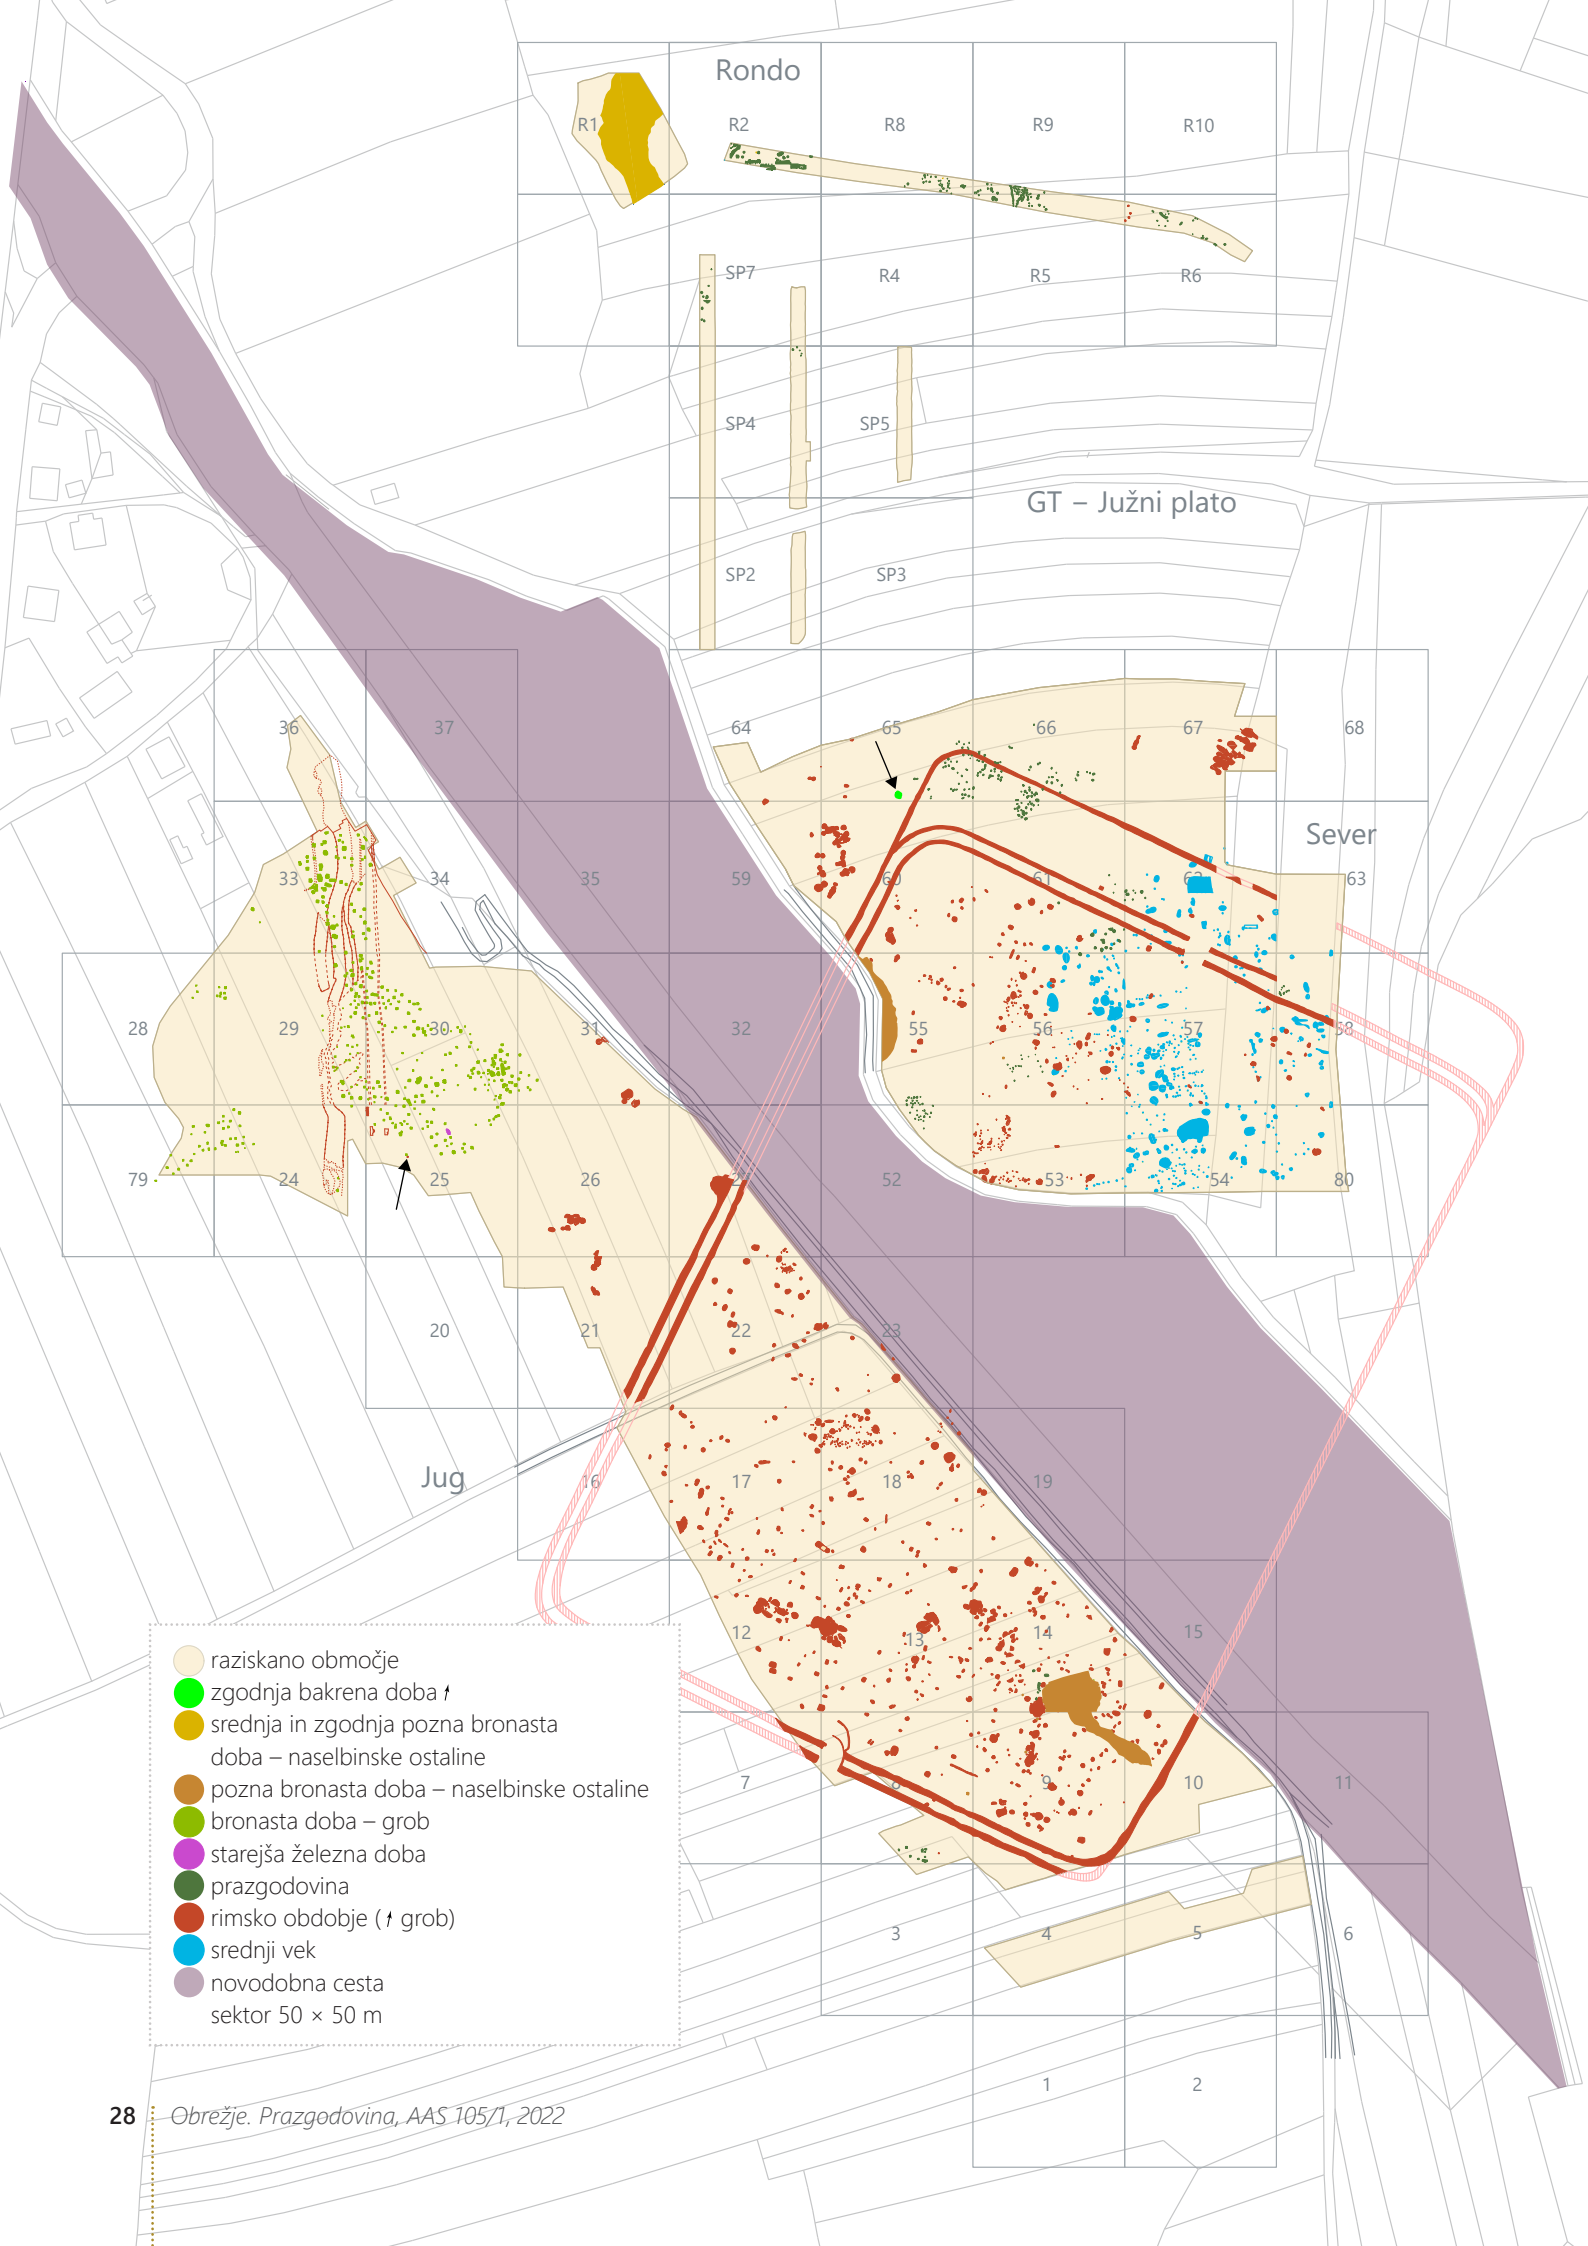 Rondo
R1
R2
R8
R9
R10
SP7
R4
R5
R6
SP4
SP5
GT – Južni plato
SP2
SP3
36
37
64
65
66
67
68
Sever
33
34
35
59
60
61
62
63
28
29
30
31
32
55
56
57
58
79
24
25
26
27
52
53
54
80
20
21
22
23
Jug
16
17
18
19
12
13
14
15
7
8
9
10
11
3
4
5
6
1
2
raziskano območje
zgodnja bakrena doba
srednja in zgodnja pozna bronasta
doba – naselbinske ostaline
pozna bronasta doba – naselbinske ostaline
bronasta doba – grob
starejša železna doba
prazgodovina
rimsko obdobje ( grob)
srednji vek
novodobna cesta
sektor 50 × 50 m
28
Obrežje. Prazgodovina, AAS 105/1, 2022